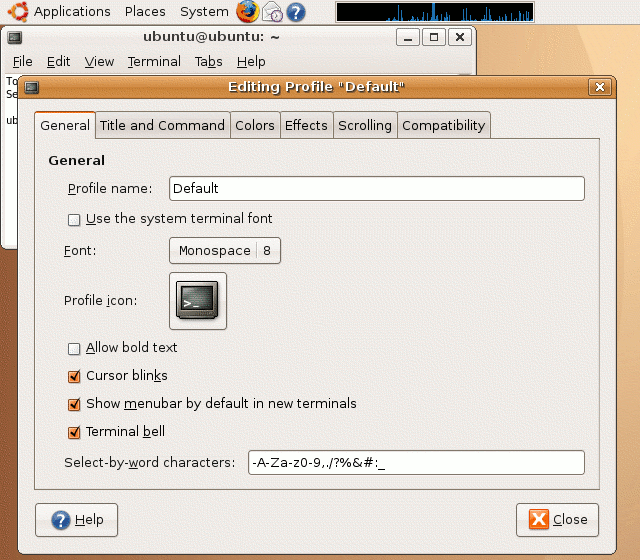 Applications Places System
ubuntu@ubuntu: ~
File Edit View Terminal Tabs Help
To
Se
ub
Editing Profile "Default"
General Title and Command Colors Effects Scrolling Compatibility
General
Profile name: Default
Use the system terminal font
Font: Monospace 8
Profile icon: >_
Allow bold text
Cursor blinks
Show menubar by default in new terminals
Terminal bell
Select-by-word characters: -A-Za-z0-9,./?%&#:_
Help Close